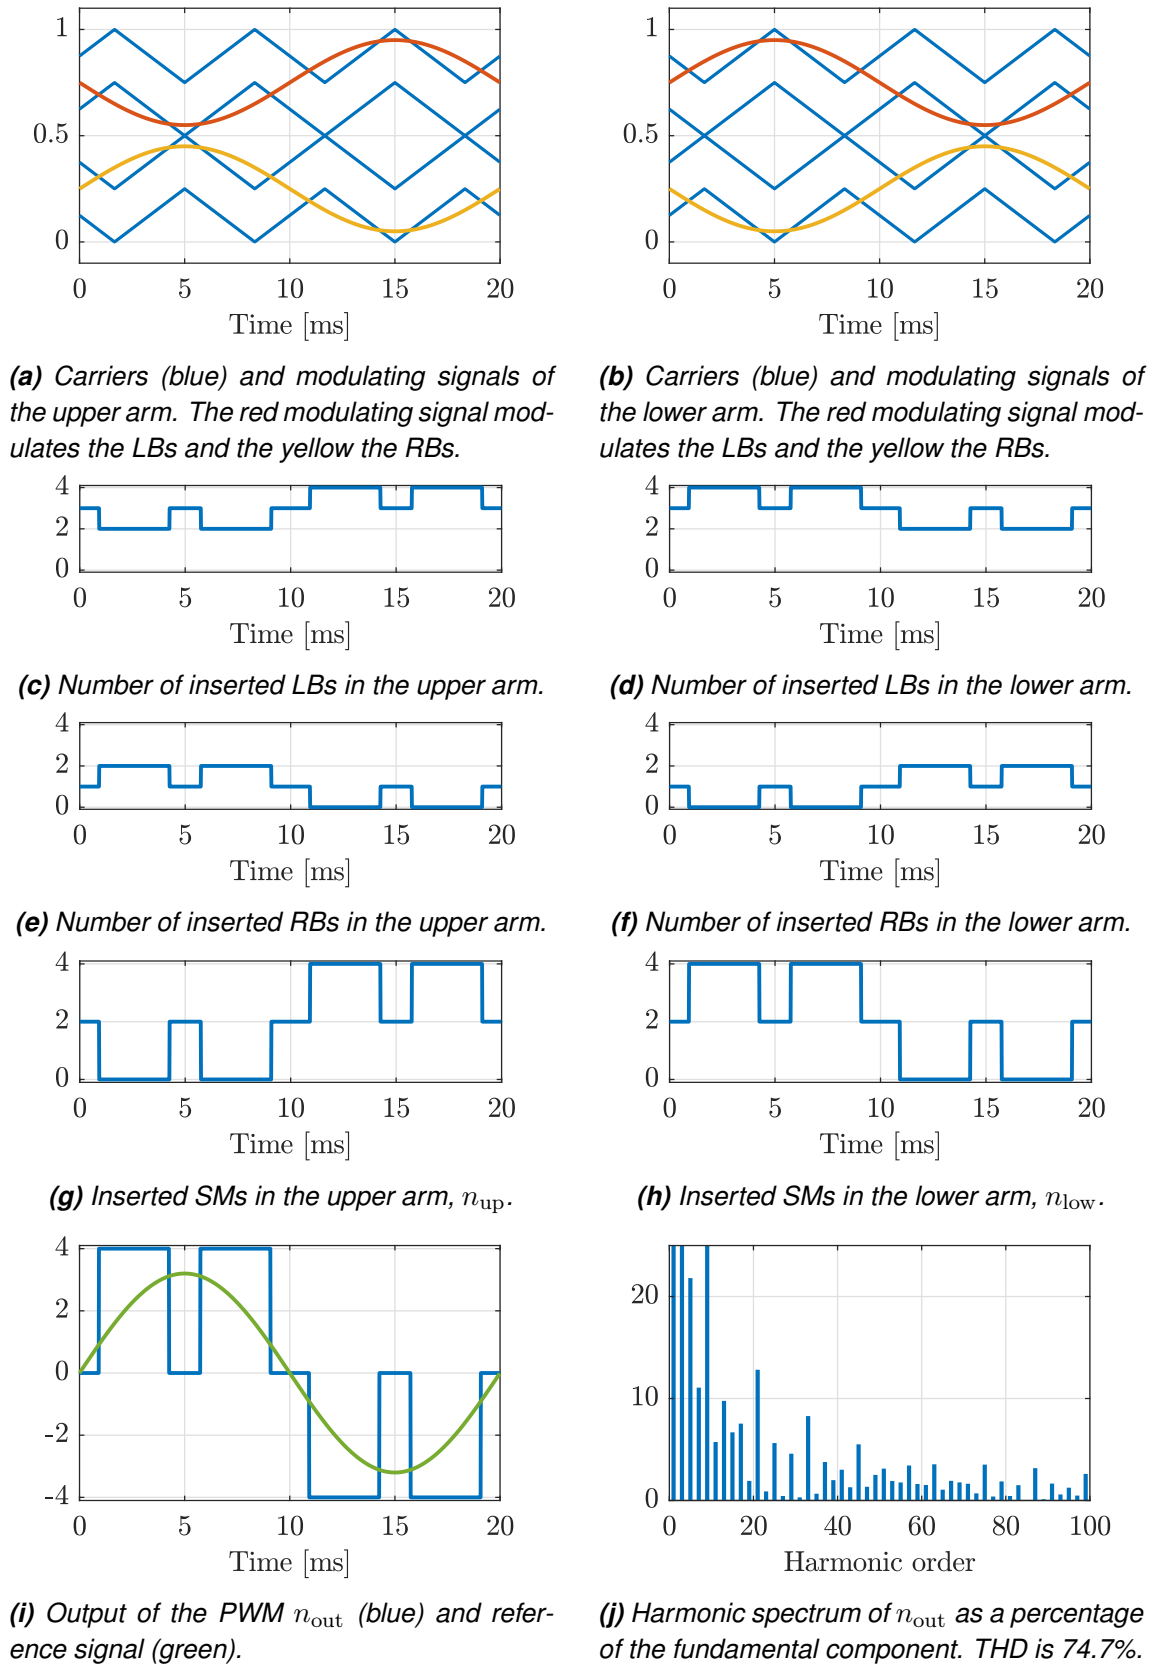 1
0.5
0
0 5 10 15 20
Time [ms]
(a) Carriers (blue) and modulating signals of
the upper arm. The red modulating signal mod-
ulates the LBs and the yellow the RBs.
1
0.5
0
0 5 10 15 20
Time [ms]
(b) Carriers (blue) and modulating signals of
the lower arm. The red modulating signal mod-
ulates the LBs and the yellow the RBs.
4
2
0
0 5 10 15 20
Time [ms]
(c) Number of inserted LBs in the upper arm.
4
2
0
0 5 10 15 20
Time [ms]
(d) Number of inserted LBs in the lower arm.
4
2
0
0 5 10 15 20
Time [ms]
(e) Number of inserted RBs in the upper arm.
4
2
0
0 5 10 15 20
Time [ms]
(f) Number of inserted RBs in the lower arm.
4
2
0
0 5 10 15 20
Time [ms]
(g) Inserted SMs in the upper arm, n_up.
4
2
0
0 5 10 15 20
Time [ms]
(h) Inserted SMs in the lower arm, n_low.
4
2
0
-2
-4
0 5 10 15 20
Time [ms]
(i) Output of the PWM n_out (blue) and refer-
ence signal (green).
20
10
0
0 20 40 60 80 100
Harmonic order
(j) Harmonic spectrum of n_out as a percentage
of the fundamental component. THD is 74.7%.